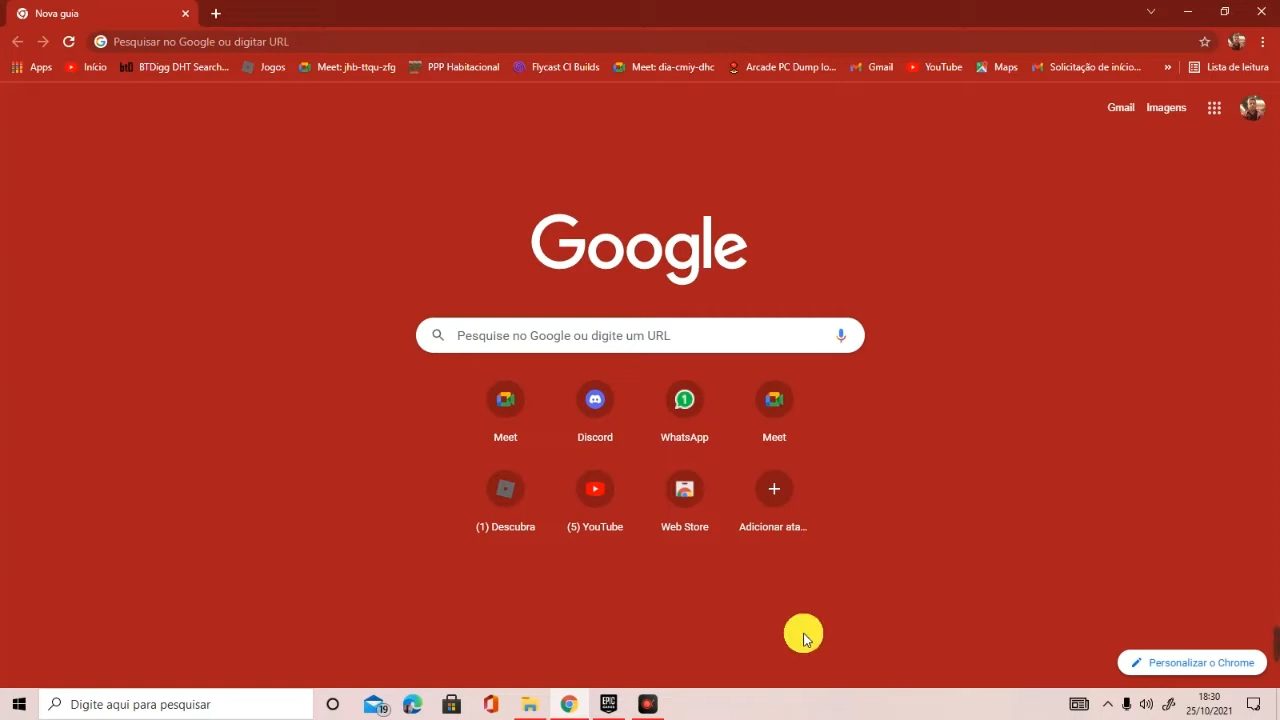 Nova guia
Pesquisar no Google ou digitar URL
Apps Início BTDigg DHT Search... Jogos Meet: jhb-ttqu-zfg PPP Habitacional Flycast CI Builds Meet: dia-cmiy-dhc Arcade PC Dump lo... Gmail YouTube Maps Solicitação de início... » Lista de leitura
Gmail Imagens
Google
Pesquise no Google ou digite um URL
Meet Discord WhatsApp Meet
(1) Descubra (5) YouTube Web Store Adicionar ata...
Personalizar o Chrome
Digite aqui para pesquisar
19
EPIC GAMES
18:30
25/10/2021